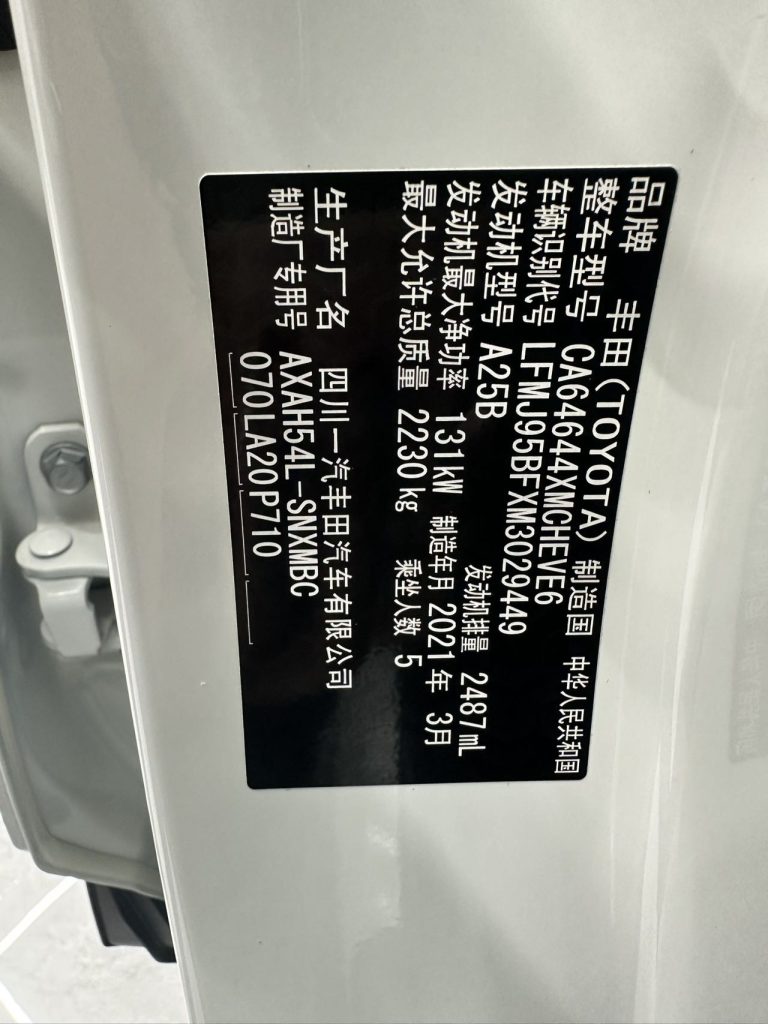 品牌 丰田(TOYOTA) 制造国 中华人民共和国
整车型号 CA64644XMCHEVE6
车辆识别代号 LFMJ95BFXM3029449
发动机型号 A25B 发动机排量 2487mL
发动机最大净功率 131kW 制造年月 2021年 3月
最大允许总质量 2230kg 乘坐人数 5
生产厂名 四川一汽丰田汽车有限公司
制造厂专用号 AXAH54L-SNXMBC
070LA20P710